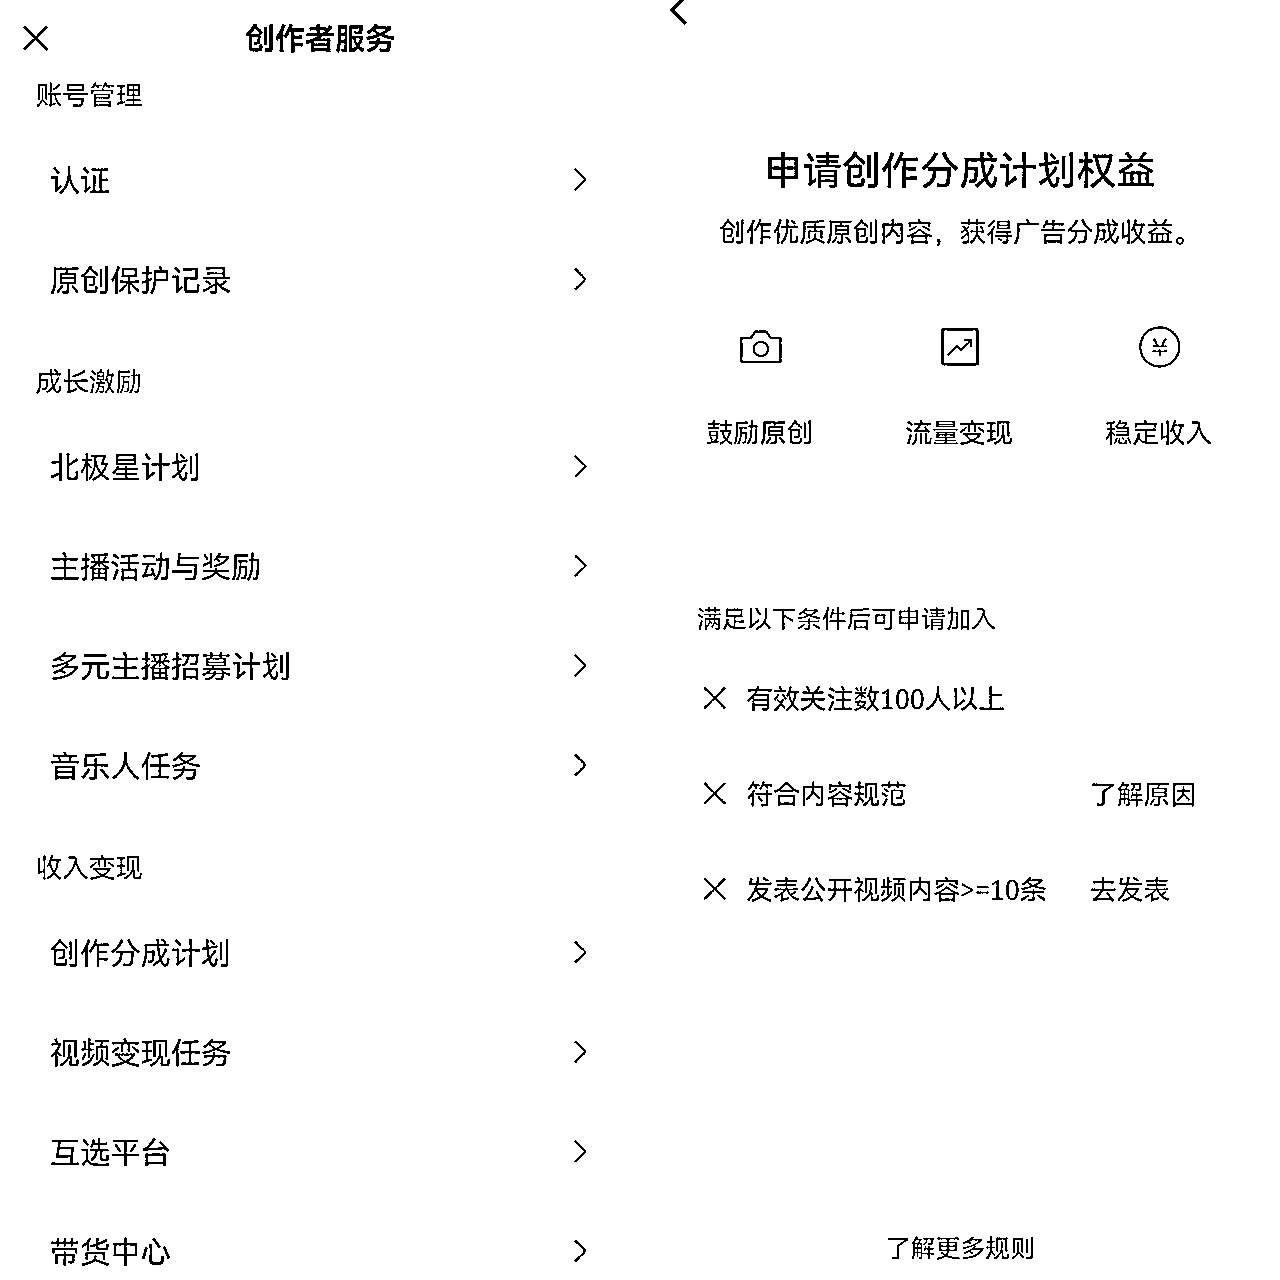 创作者服务
账号管理
认证
原创保护记录
成长激励
北极星计划
主播活动与奖励
多元主播招募计划
音乐人任务
收入变现
创作分成计划
视频变现任务
互选平台
带货中心
申请创作分成计划权益
创作优质原创内容，获得广告分成收益。
鼓励原创 流量变现 稳定收入
满足以下条件后可申请加入
有效关注数100人以上
符合内容规范 了解原因
发表公开视频内容>=10条 去发表
了解更多规则